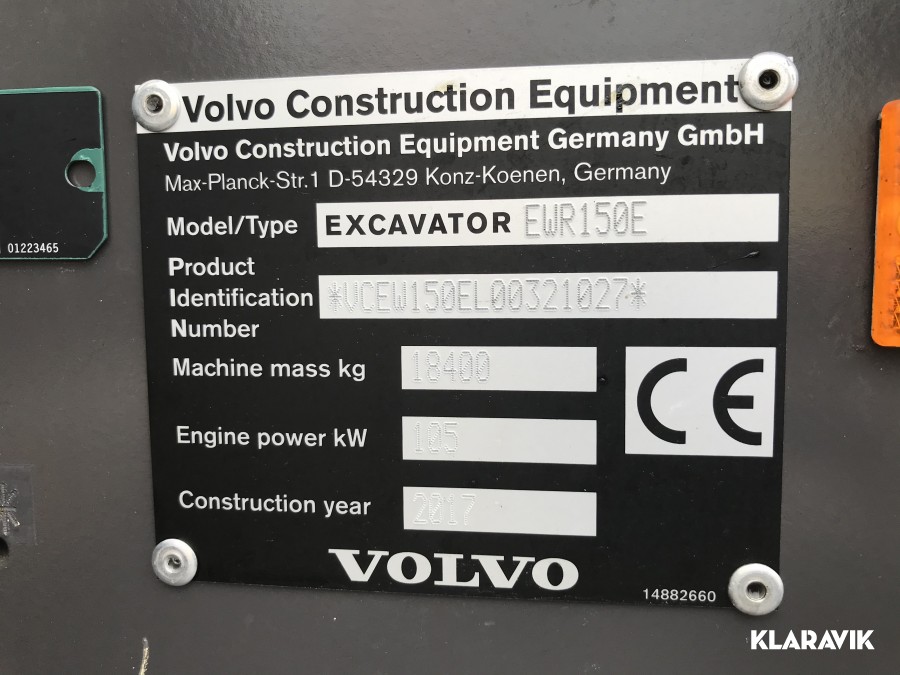 Volvo Construction Equipment
Volvo Construction Equipment Germany GmbH
Max-Planck-Str.1 D-54329 Konz-Koenen, Germany
Model/Type EXCAVATOR EWR150E
Product
Identification *VCEW150EL00321027*
Number
Machine mass kg 18400
CE
Engine power kW 105
Construction year 2017
VOLVO
14882660
01223465
KLARAVIK